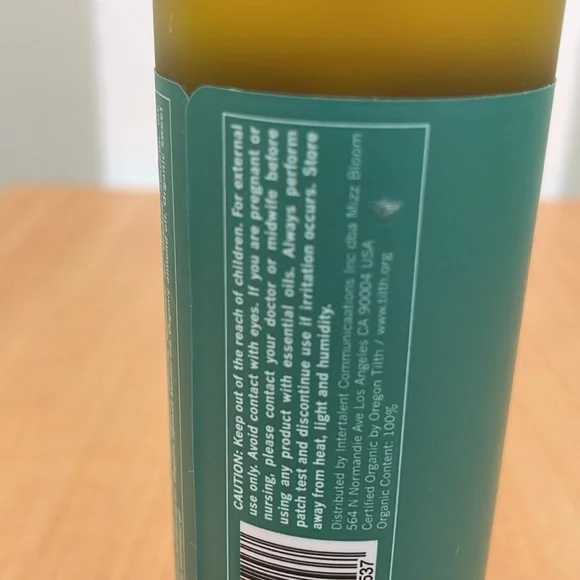 CAUTION: Keep out of the reach of children. For external
use only. Avoid contact with eyes. If you are pregnant or
nursing, please contact your doctor or midwife before
using any product with essential oils. Always perform
patch test and discontinue use if irritation occurs. Store
away from heat, light and humidity.
Distributed by Intertalent Communicaations Inc dba Mizz Bloom
564 N Normandie Ave Los Angeles CA 90004 USA
Certified Organic by Oregon Tilth / www.tilth.org
Organic Content: 100%
537